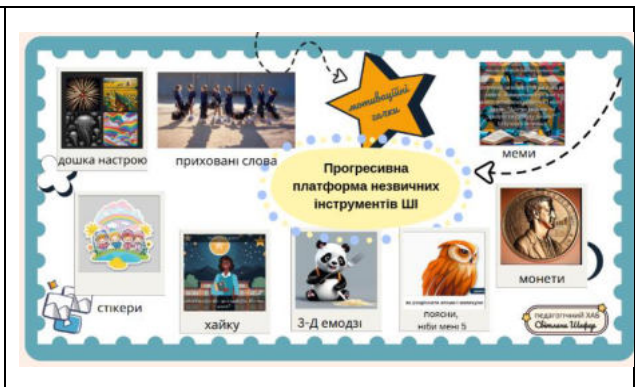 мотиваційні
гачки
УРОК
дошка настрою
приховані слова
меми
Прогресивна
платформа незвичних
інструментів ШІ
стікери
хайку
3-Д емодзі
поясни,
ніби мені 5
монети
педагогічний ХАБ
Світлана Шафер